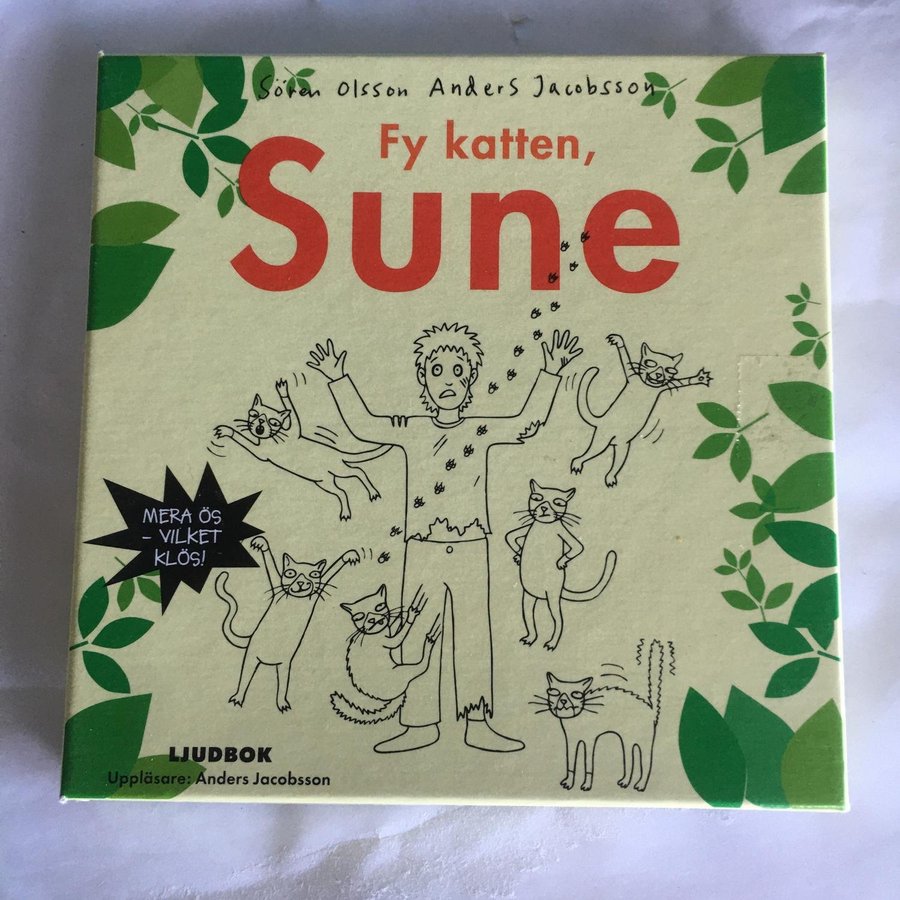 Sören Olsson Anders Jacobsson
Fy katten,
Sune
MERA ÖS
– VILKET
KLÖS!
LJUDBOK
Uppläsare: Anders Jacobsson